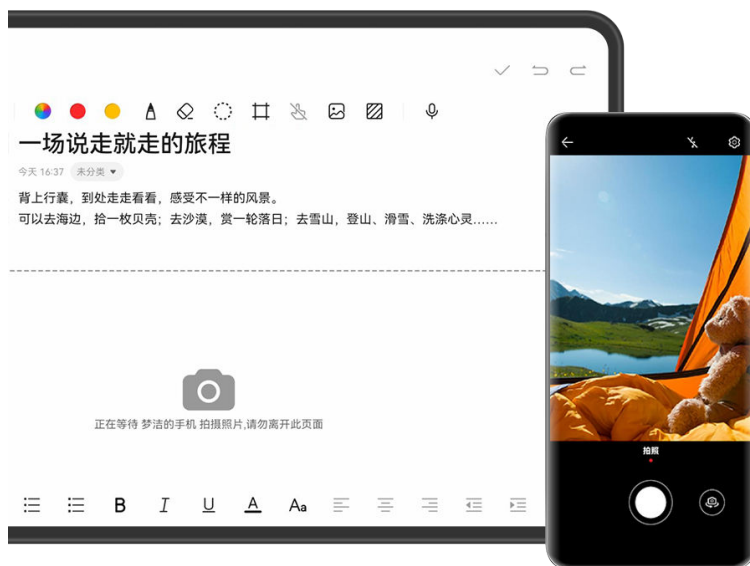 一场说走就走的旅程
今天 16:37 未分类
背上行囊，到处走走看看，感受不一样的风景。
可以去海边，拾一枚贝壳；去沙漠，赏一轮落日；去雪山，登山、滑雪、洗涤心灵……
正在等待 梦洁的手机 拍摄照片,请勿离开此页面
拍照
B I U A Aa